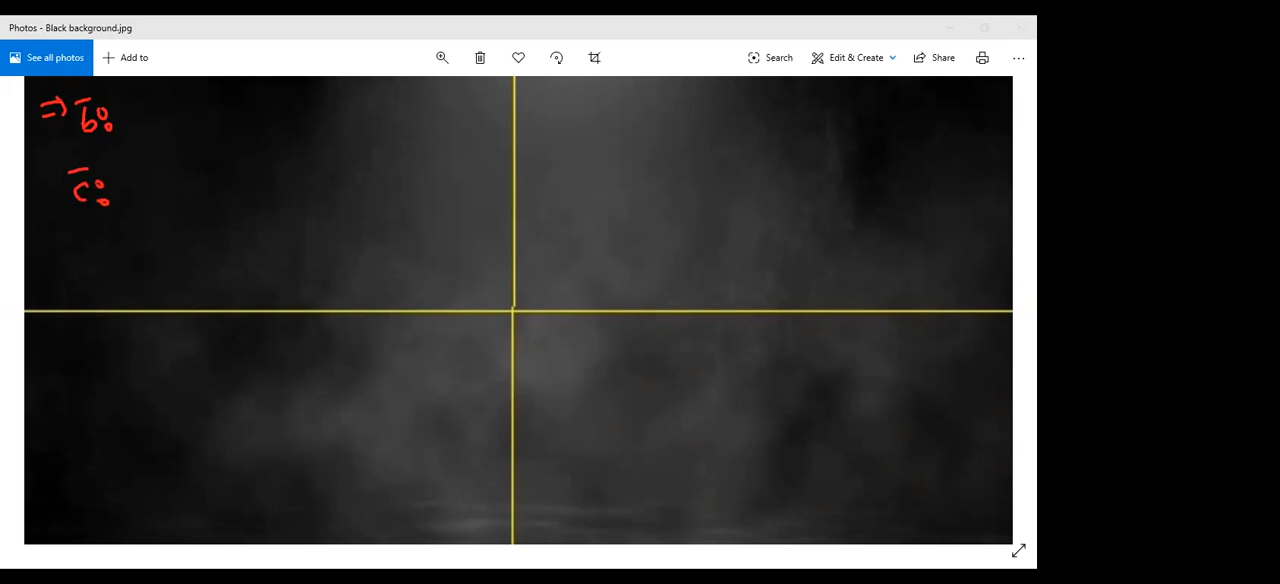 Photos - Black background.jpg
See all photos
Add to
Search
Edit & Create
Share
⇒ b̄:
c̄: